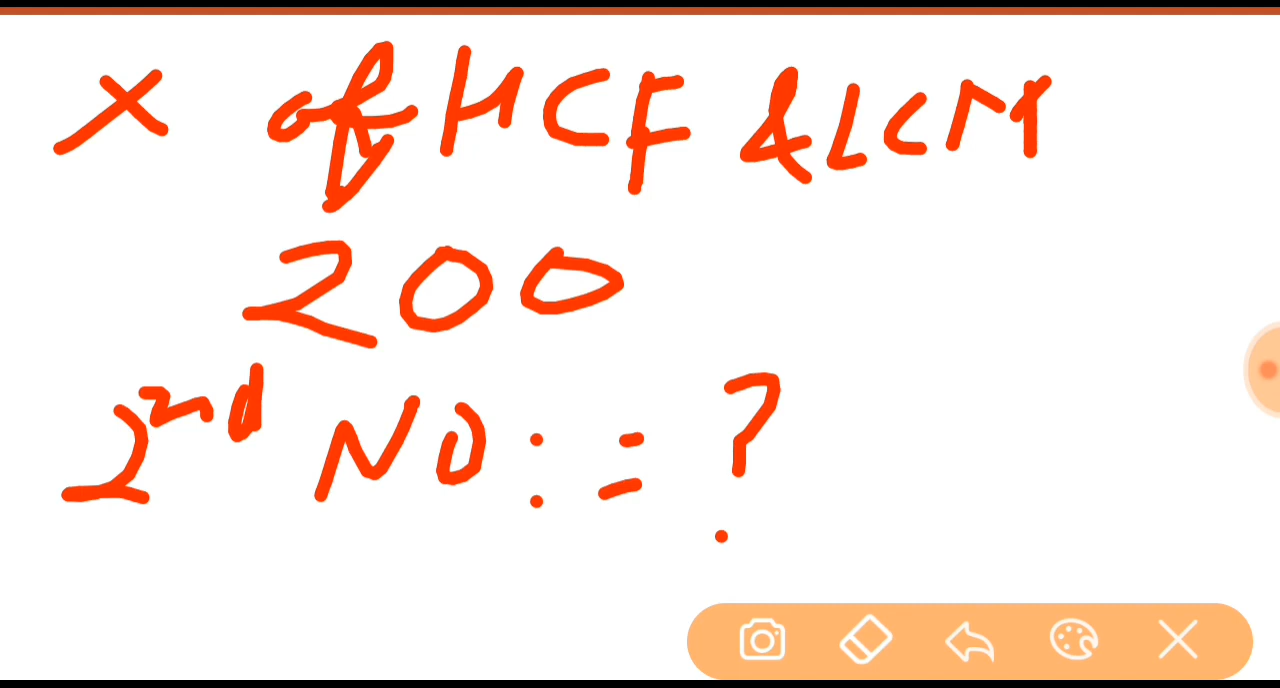 × of HCF & LCM
200
2nd NO : = ?